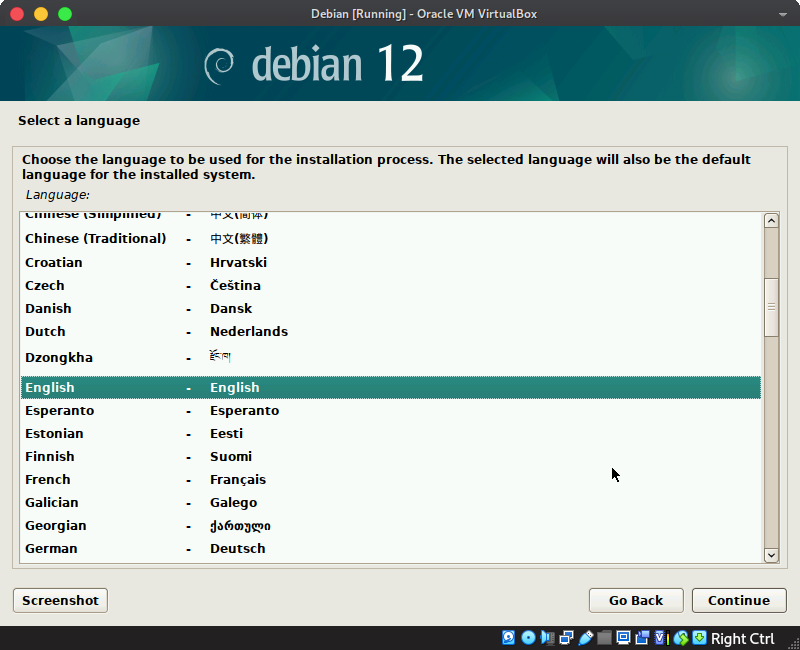 Debian [Running] - Oracle VM VirtualBox
debian 12
Select a language
Choose the language to be used for the installation process. The selected language will also be the default
language for the installed system.
Language:
Chinese (Simplified) - 中文(简体)
Chinese (Traditional) - 中文(繁體)
Croatian - Hrvatski
Czech - Čeština
Danish - Dansk
Dutch - Nederlands
Dzongkha - རྫོང་ཁ།
English - English
Esperanto - Esperanto
Estonian - Eesti
Finnish - Suomi
French - Français
Galician - Galego
Georgian - ქართული
German - Deutsch
Screenshot Go Back Continue
Right Ctrl